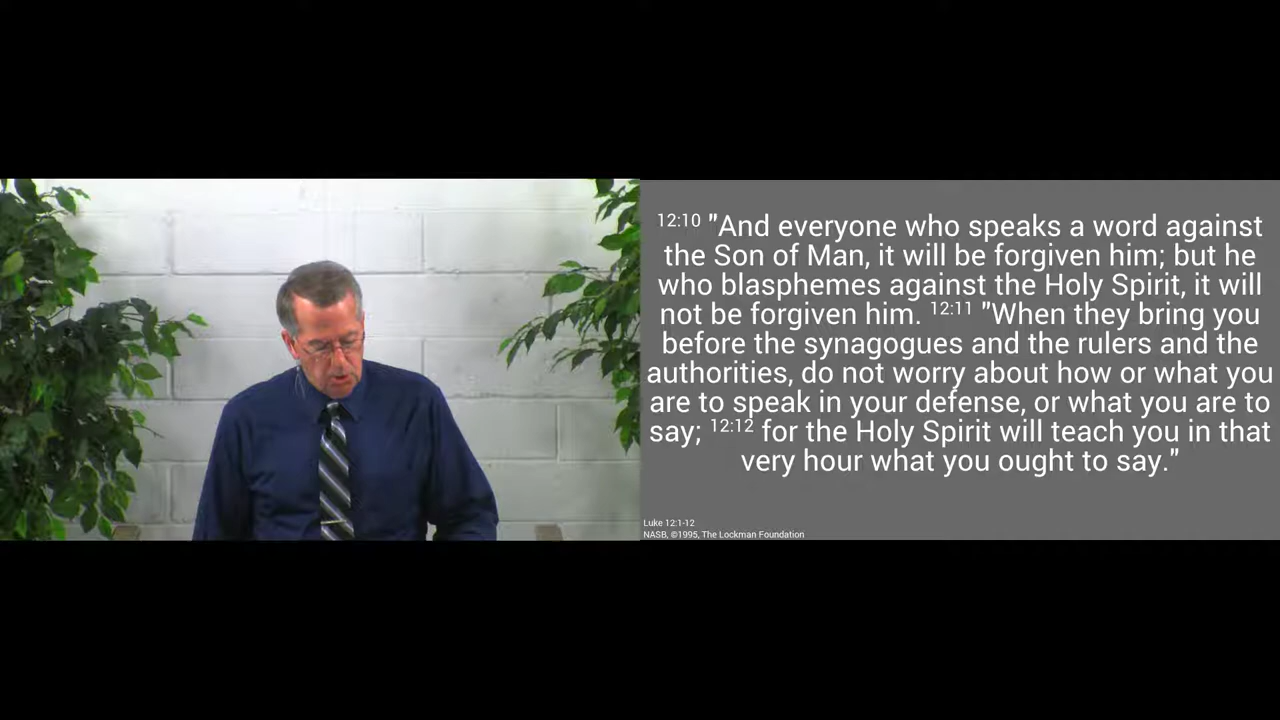 12:10 "And everyone who speaks a word against
the Son of Man, it will be forgiven him; but he
who blasphemes against the Holy Spirit, it will
not be forgiven him. 12:11 "When they bring you
before the synagogues and the rulers and the
authorities, do not worry about how or what you
are to speak in your defense, or what you are to
say; 12:12 for the Holy Spirit will teach you in that
very hour what you ought to say."
Luke 12:1-12
NASB, ©1995, The Lockman Foundation